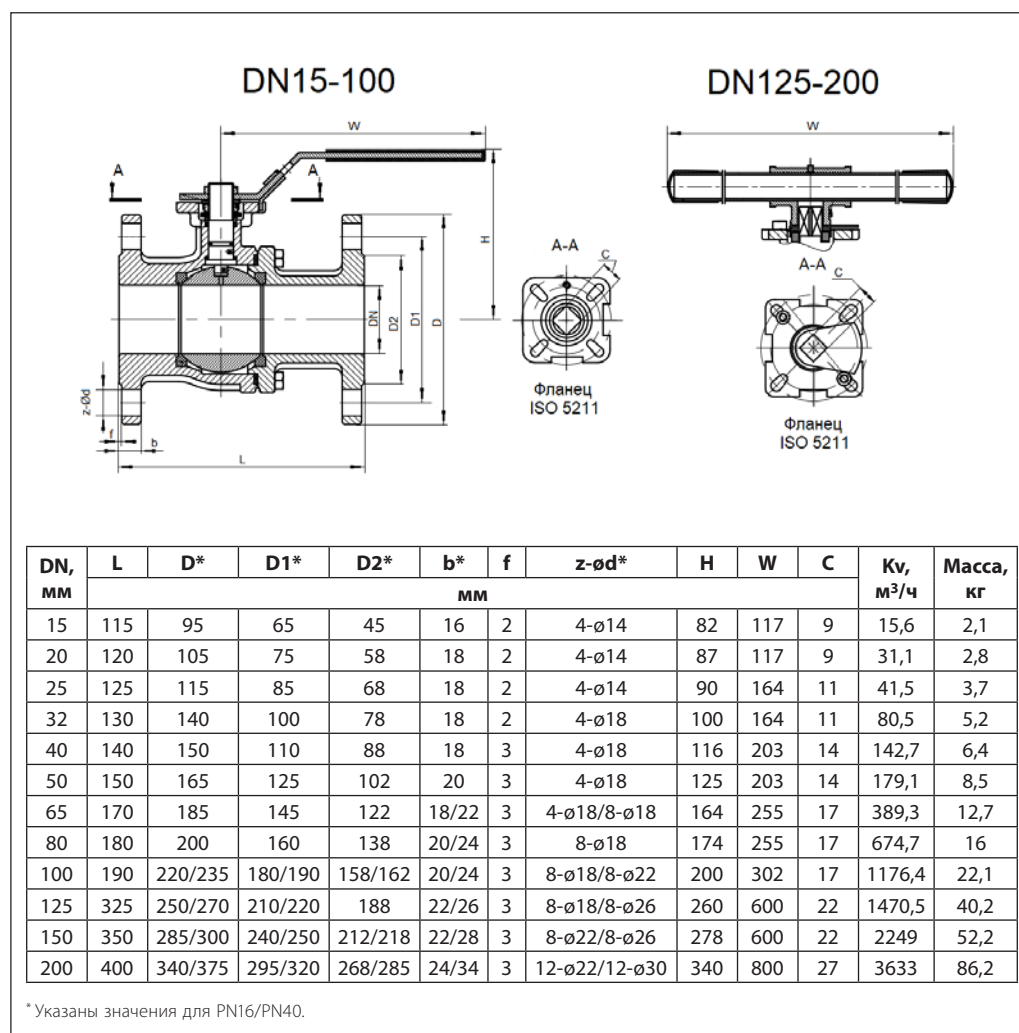 DN15-100
DN125-200
W
W
A
A
H
A-A
C
A-A
C
DN
D2
D1
D
z-Ød
f
b
L
Фланец
ISO 5211
Фланец
ISO 5211
DN, мм L D* D1* D2* b* f z-ød* H W C Kv, м³/ч Масса, кг
мм
15 115 95 65 45 16 2 4-ø14 82 117 9 15,6 2,1
20 120 105 75 58 18 2 4-ø14 87 117 9 31,1 2,8
25 125 115 85 68 18 2 4-ø14 90 164 11 41,5 3,7
32 130 140 100 78 18 2 4-ø18 100 164 11 80,5 5,2
40 140 150 110 88 18 3 4-ø18 116 203 14 142,7 6,4
50 150 165 125 102 20 3 4-ø18 125 203 14 179,1 8,5
65 170 185 145 122 18/22 3 4-ø18/8-ø18 164 255 17 389,3 12,7
80 180 200 160 138 20/24 3 8-ø18 174 255 17 674,7 16
100 190 220/235 180/190 158/162 20/24 3 8-ø18/8-ø22 200 302 17 1176,4 22,1
125 325 250/270 210/220 188 22/26 3 8-ø18/8-ø26 260 600 22 1470,5 40,2
150 350 285/300 240/250 212/218 22/28 3 8-ø22/8-ø26 278 600 22 2249 52,2
200 400 340/375 295/320 268/285 24/34 3 12-ø22/12-ø30 340 800 27 3633 86,2
* Указаны значения для PN16/PN40.